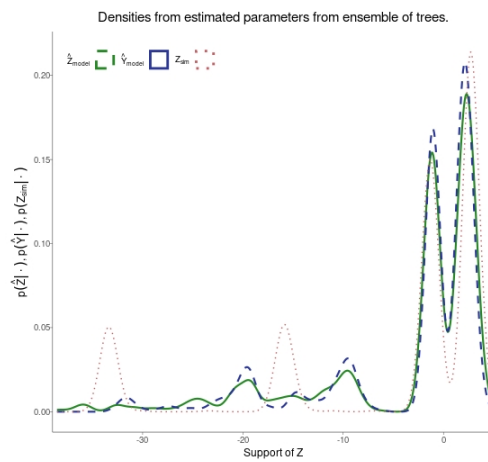 Densities from estimated parameters from ensemble of trees.
Ẑmodel Ŷmodel Zsim
0.20
0.15
0.10
0.05
0.00
p(Ẑ| · ), p(Ŷ| · ), p(Zsim| · )
-30 -20 -10 0
Support of Z